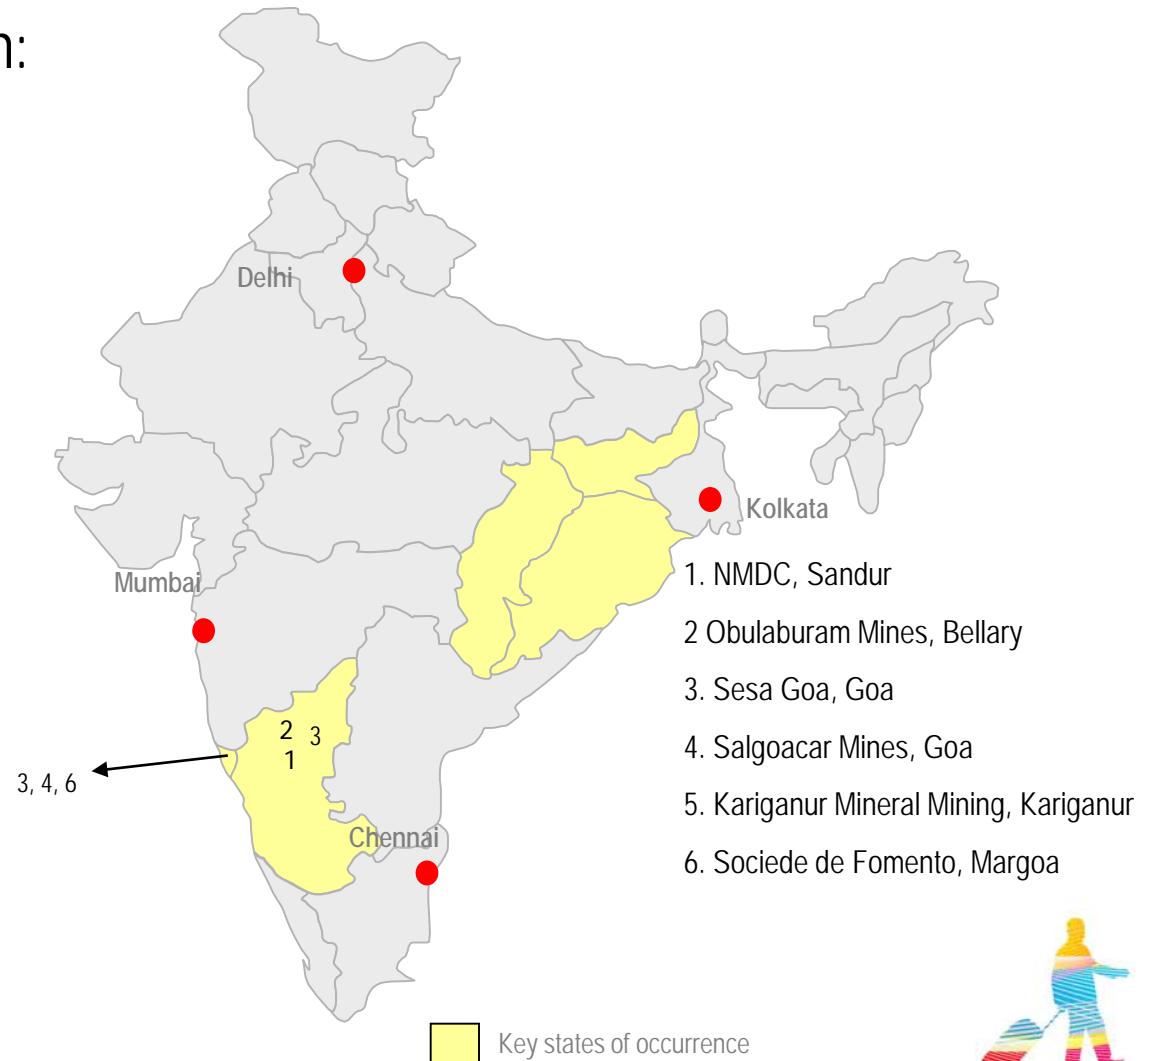 n:
Delhi
Kolkata
Mumbai
1. NMDC, Sandur
2 Obulaburam Mines, Bellary
3. Sesa Goa, Goa
2 3
1
4. Salgoacar Mines, Goa
3, 4, 6
5. Kariganur Mineral Mining, Kariganur
Chennai
6. Sociede de Fomento, Margoa
Key states of occurrence